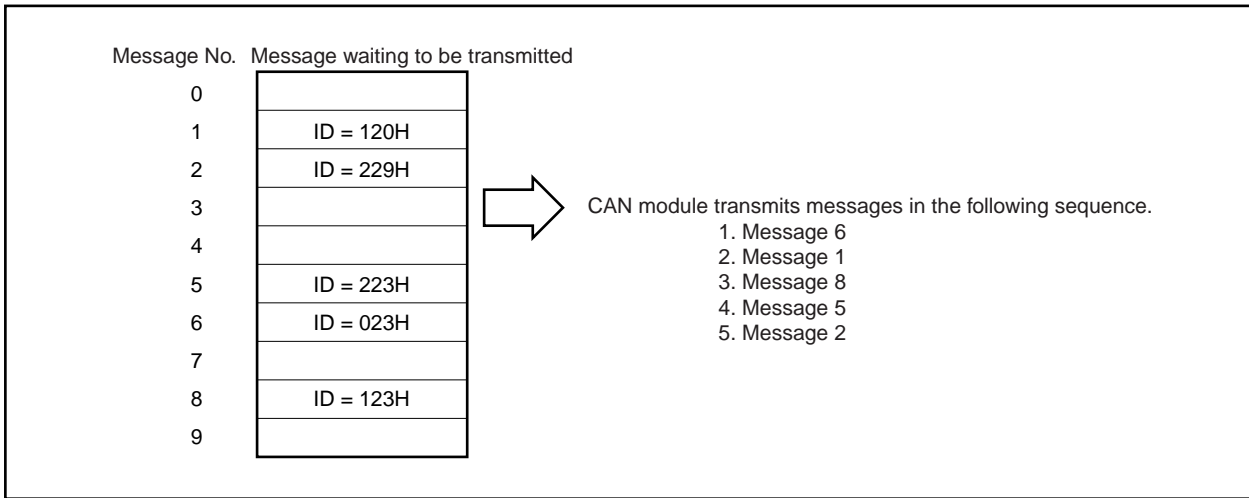 Message No. Message waiting to be transmitted
0
1 ID = 120H
2 ID = 229H
3
4
5 ID = 223H
6 ID = 023H
7
8 ID = 123H
9
CAN module transmits messages in the following sequence.
1. Message 6
2. Message 1
3. Message 8
4. Message 5
5. Message 2